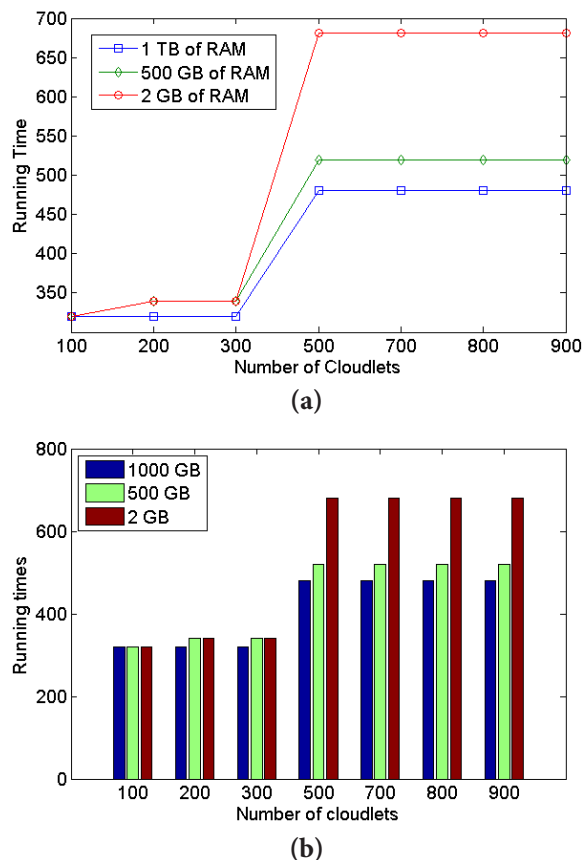 700
650
600
550
500
450
400
350
Running Time
1 TB of RAM
500 GB of RAM
2 GB of RAM
100 200 300 500 700 800 900
Number of Cloudlets
(a)
800
600
400
200
0
Running times
1000 GB
500 GB
2 GB
100 200 300 500 700 800 900
Number of cloudlets
(b)